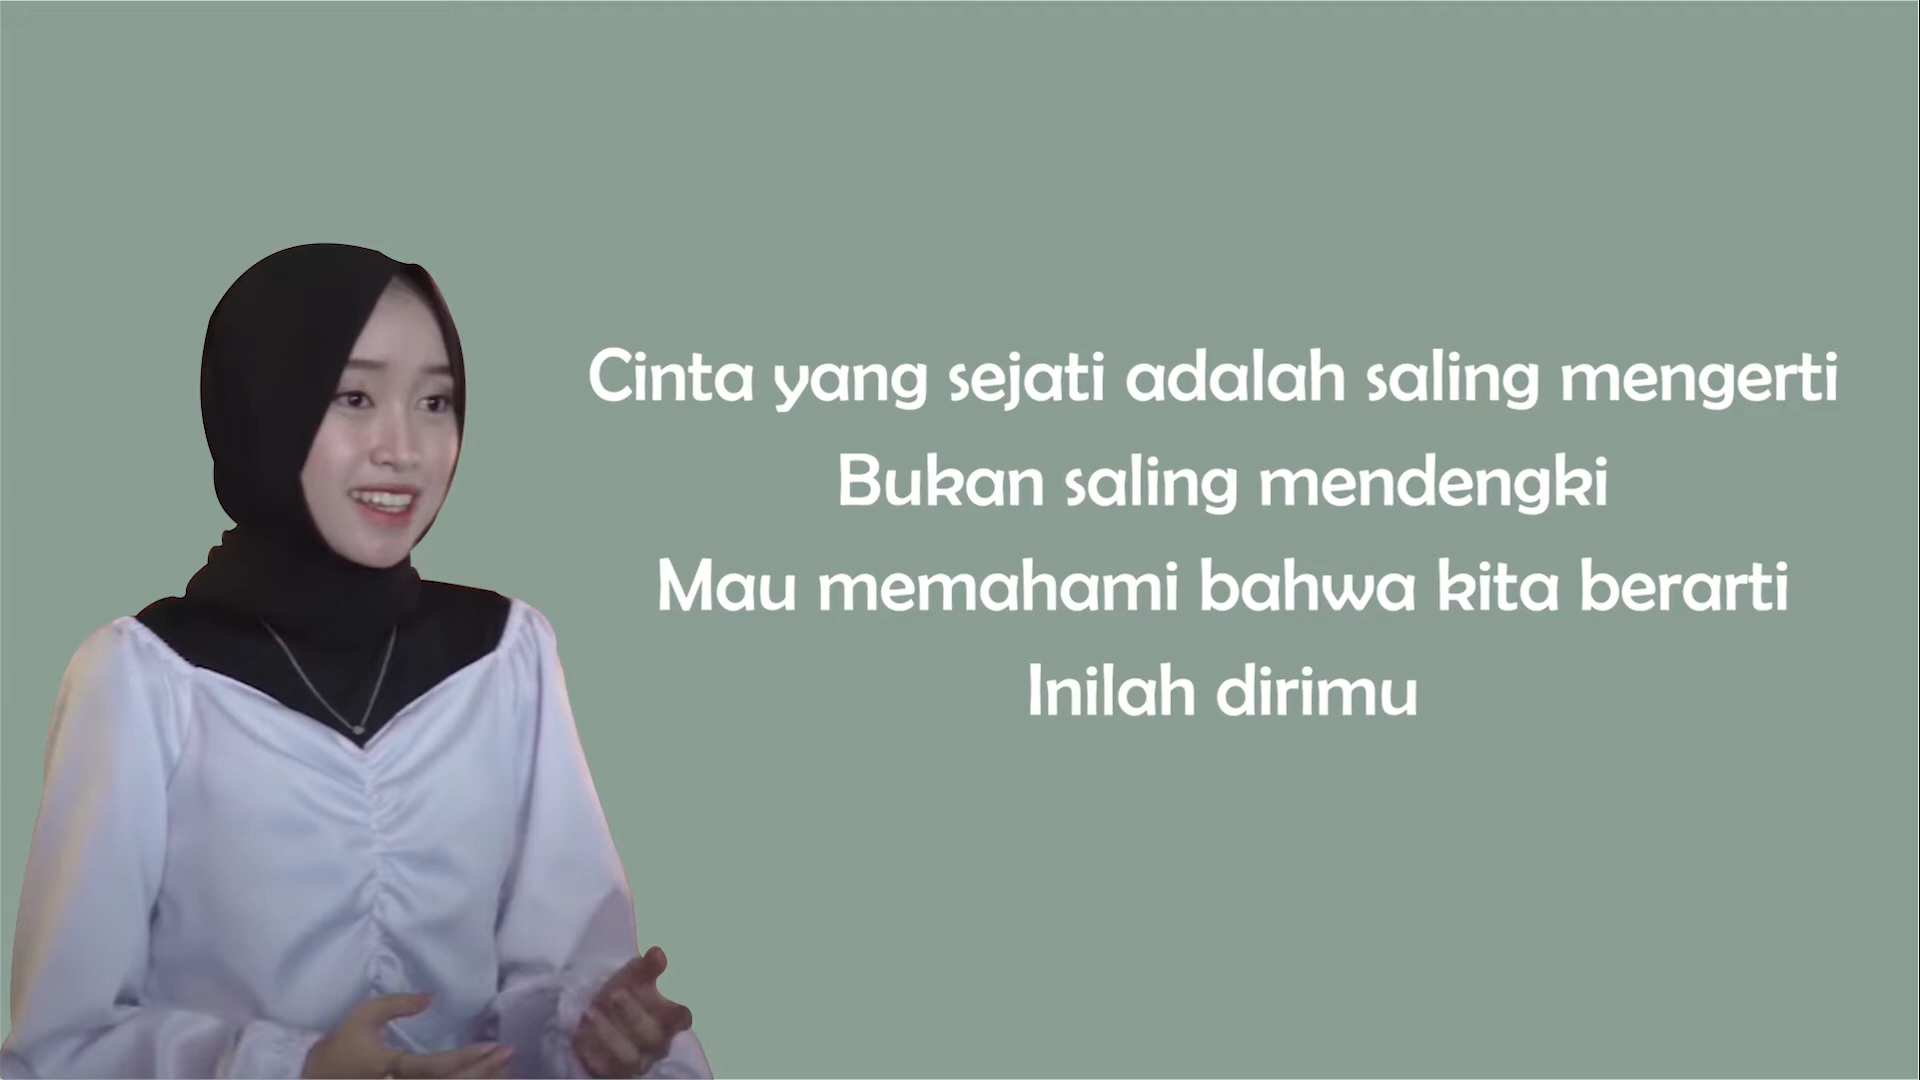 Cinta yang sejati adalah saling mengerti
Bukan saling mendengki
Mau memahami bahwa kita berarti
Inilah dirimu